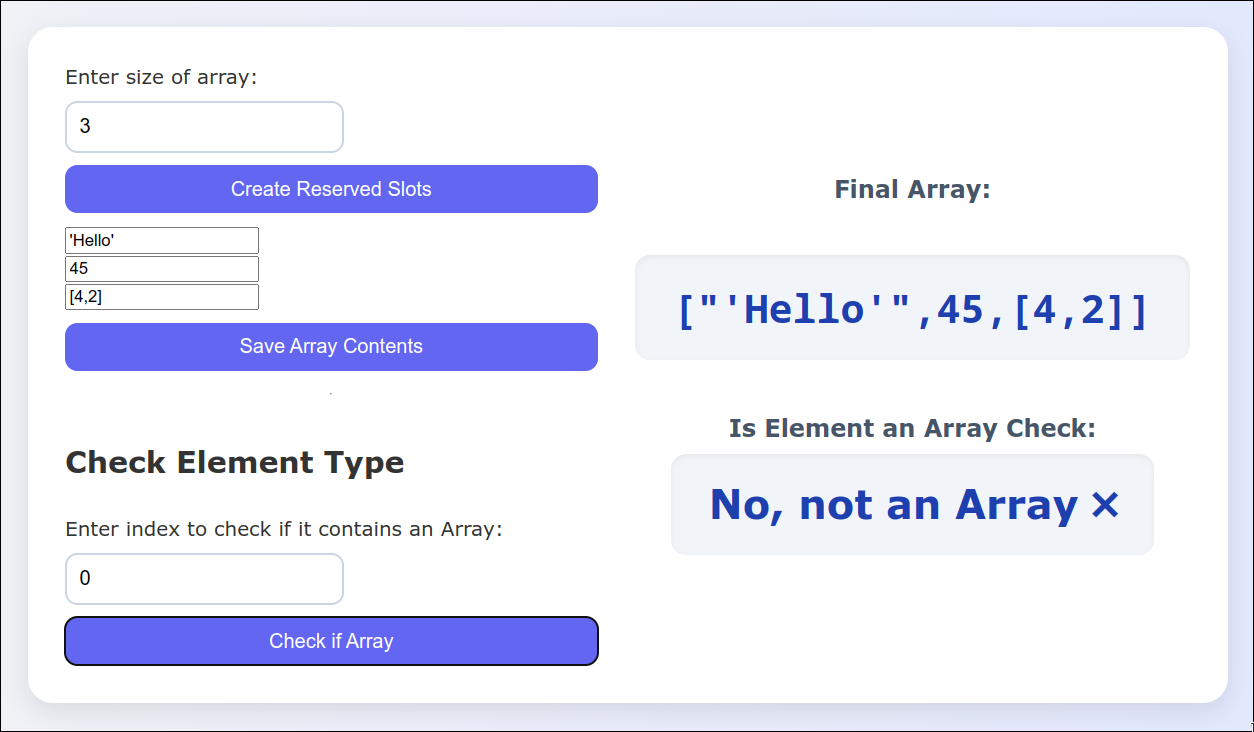 Enter size of array:
3
Create Reserved Slots
'Hello'
45
[4,2]
Save Array Contents
Check Element Type
Enter index to check if it contains an Array:
0
Check if Array
Final Array:
["'Hello'",45,[4,2]]
Is Element an Array Check:
No, not an Array ✕